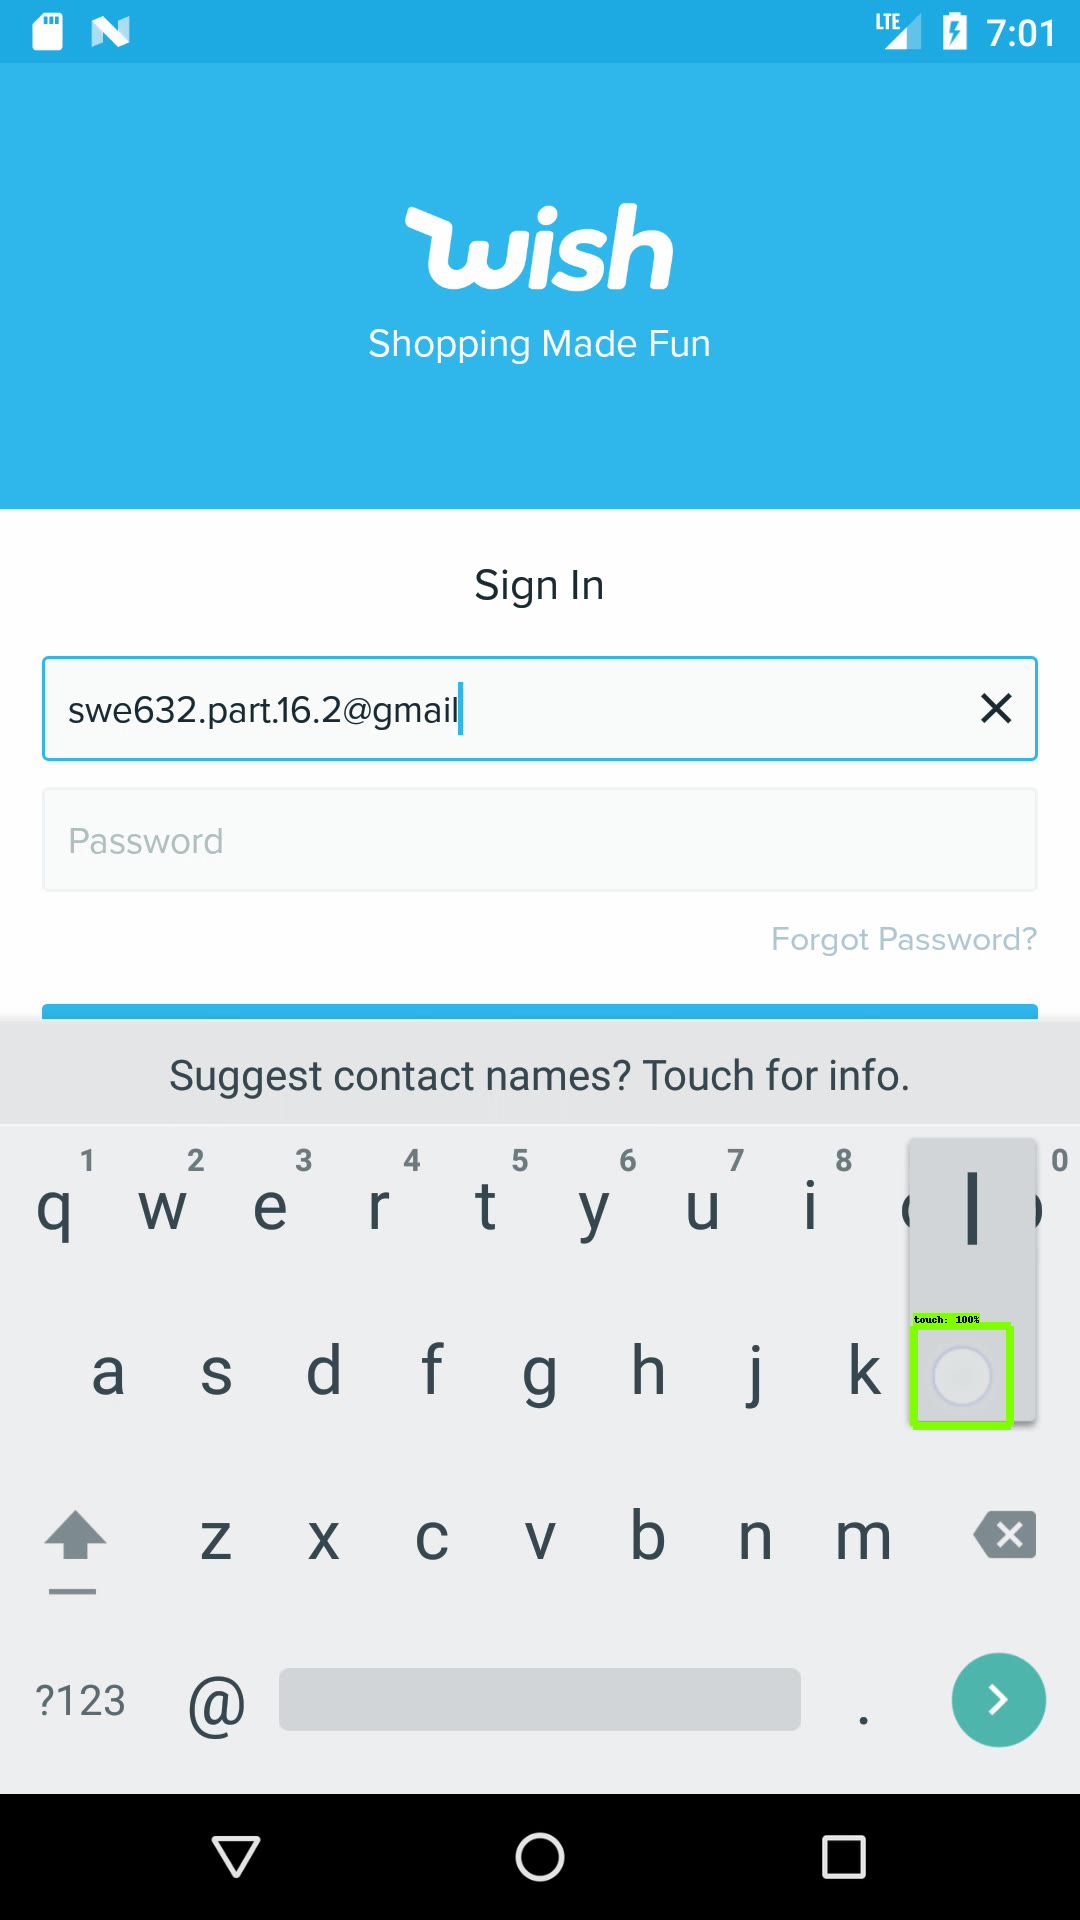 LTE 7:01
wish
Shopping Made Fun
Sign In
swe632.part.16.2@gmail
Password
Forgot Password?
Suggest contact names? Touch for info.
1 2 3 4 5 6 7 8 0
q w e r t y u i l
touch: 100%
a s d f g h j k
z x c v b n m
?123 @ .